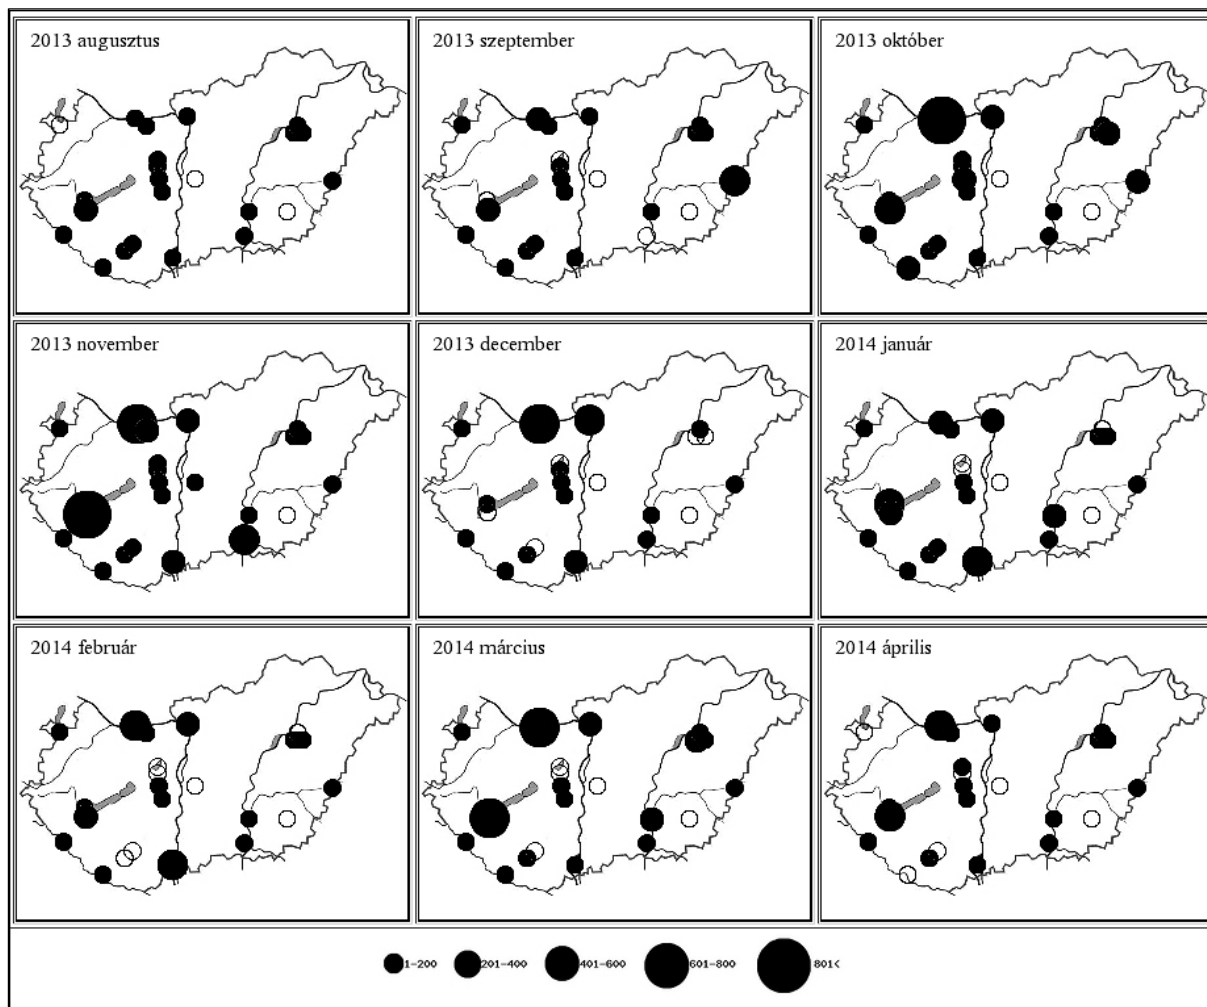 2013 augusztus
2013 szeptember
2013 október
2013 november
2013 december
2014 január
2014 február
2014 március
2014 április
1-200 201-400 401-600 601-800 801<